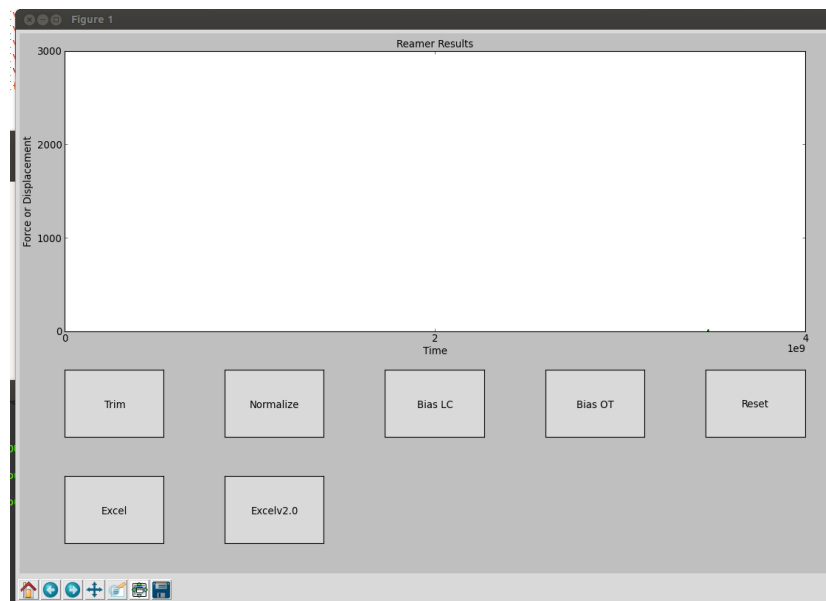 Figure 1
Reamer Results
3000
2000
1000
0
Force or Displacement
0 2 4
1e9
Time
Trim Normalize Bias LC Bias OT Reset
Excel Excelv2.0